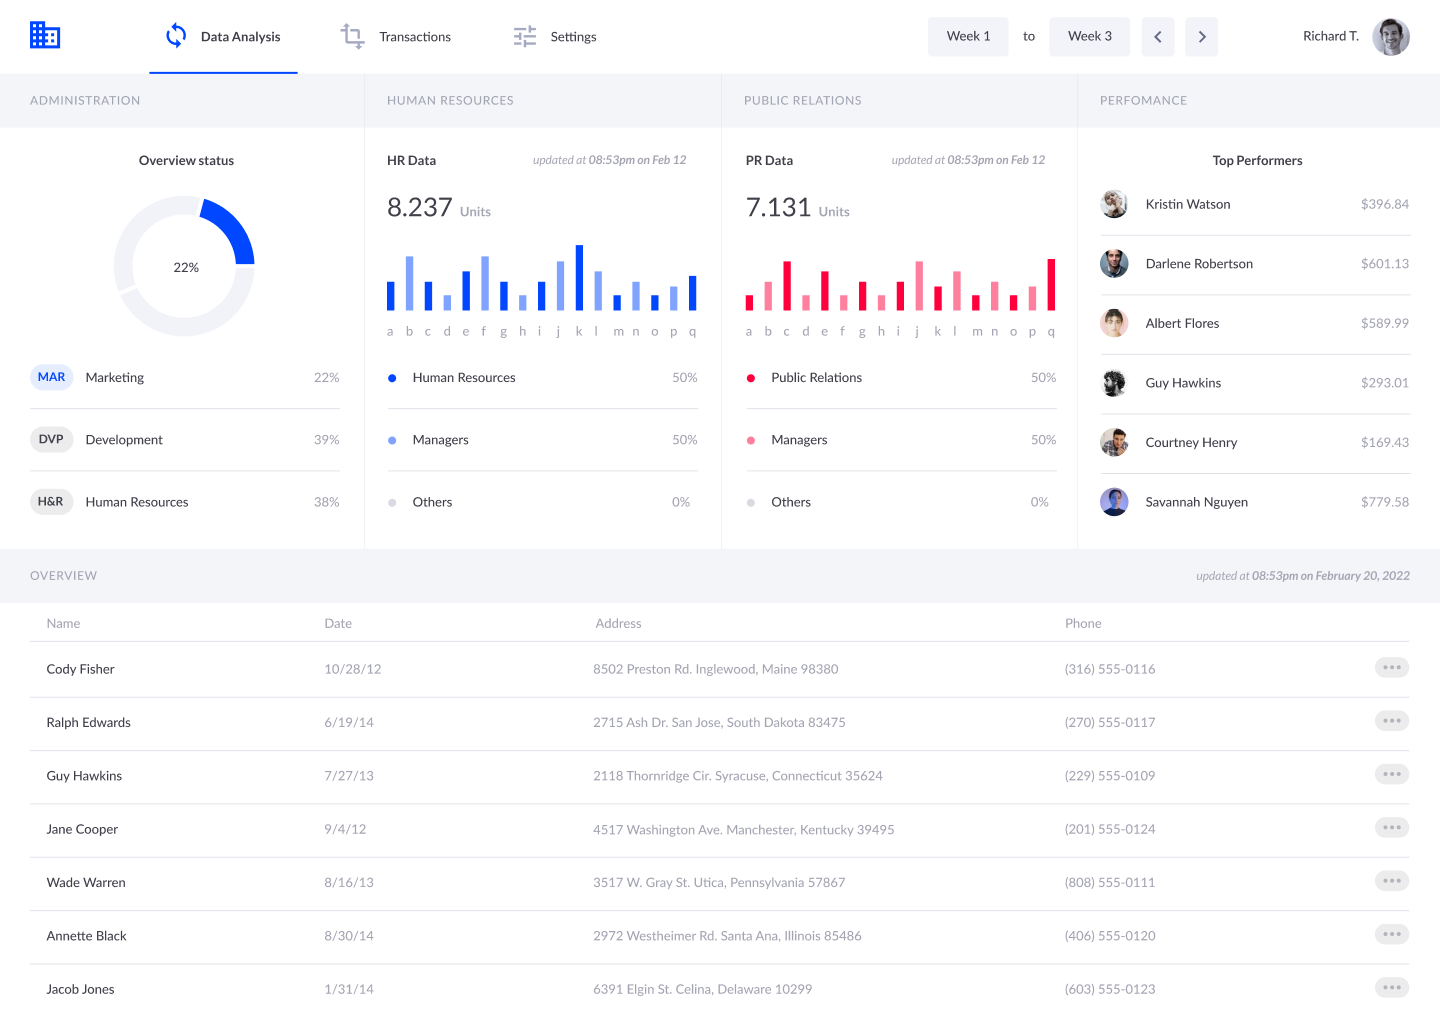 Data Analysis
Transactions
Settings
Week 1 to Week 3
Richard T.
ADMINISTRATION
HUMAN RESOURCES
PUBLIC RELATIONS
PERFOMANCE
Overview status
22%
MAR Marketing 22%
DVP Development 39%
H&R Human Resources 38%
HR Data updated at 08:53pm on Feb 12
8.237 Units
a b c d e f g h i j k l m n o p q
Human Resources 50%
Managers 50%
Others 0%
PR Data updated at 08:53pm on Feb 12
7.131 Units
a b c d e f g h i j k l m n o p q
Public Relations 50%
Managers 50%
Others 0%
Top Performers
Kristin Watson $396.84
Darlene Robertson $601.13
Albert Flores $589.99
Guy Hawkins $293.01
Courtney Henry $169.43
Savannah Nguyen $779.58
OVERVIEW updated at 08:53pm on February 20, 2022
Name Date Address Phone
Cody Fisher 10/28/12 8502 Preston Rd. Inglewood, Maine 98380 (316) 555-0116
Ralph Edwards 6/19/14 2715 Ash Dr. San Jose, South Dakota 83475 (270) 555-0117
Guy Hawkins 7/27/13 2118 Thornridge Cir. Syracuse, Connecticut 35624 (229) 555-0109
Jane Cooper 9/4/12 4517 Washington Ave. Manchester, Kentucky 39495 (201) 555-0124
Wade Warren 8/16/13 3517 W. Gray St. Utica, Pennsylvania 57867 (808) 555-0111
Annette Black 8/30/14 2972 Westheimer Rd. Santa Ana, Illinois 85486 (406) 555-0120
Jacob Jones 1/31/14 6391 Elgin St. Celina, Delaware 10299 (603) 555-0123